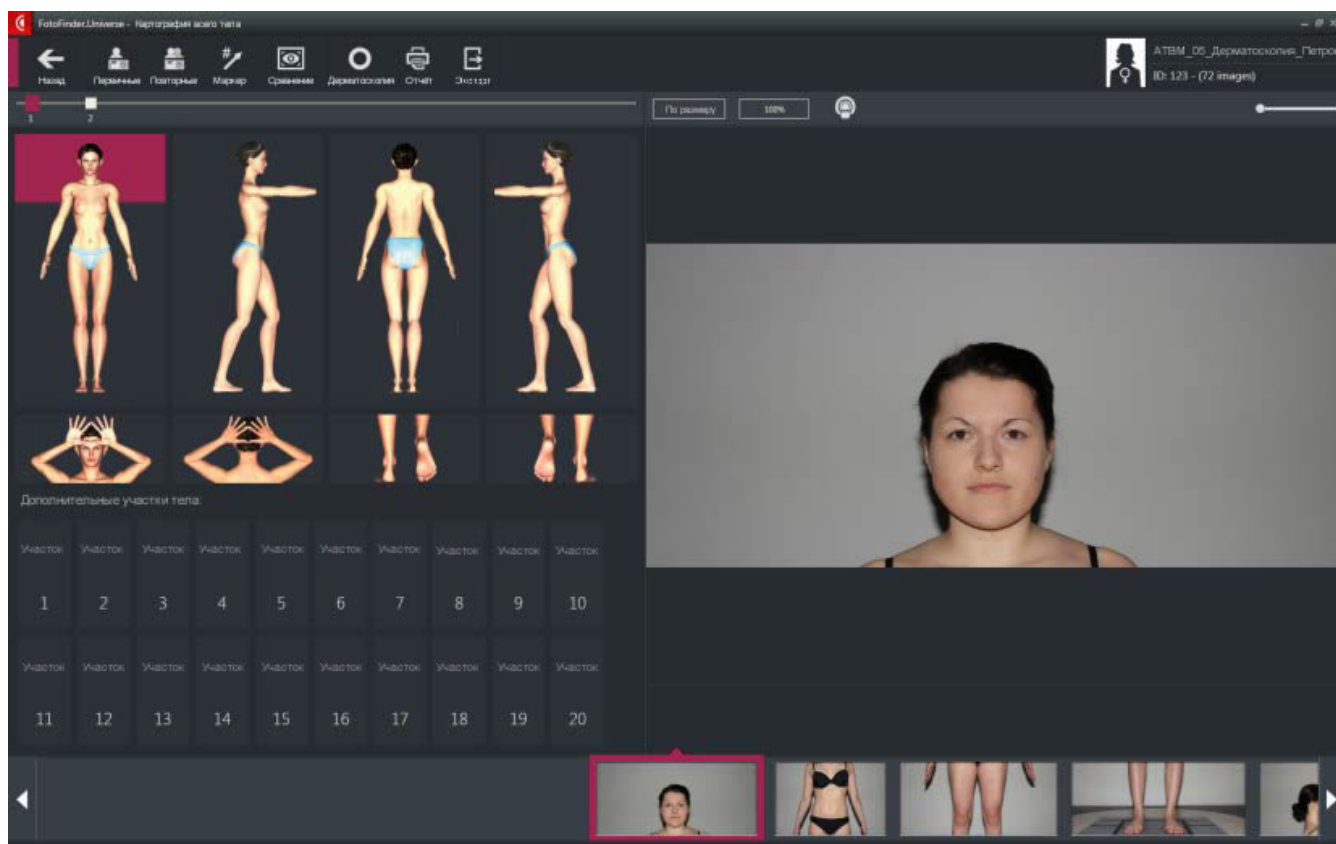 FotoFinder.Universe - Картография всего тела
Назад
Первичные
Повторные
Маркер
Сравнение
Дерматоскопия
Отчёт
Экспорт
АТВМ_05_Дерматоскопия_Петро
ID: 123 - (72 images)
1
2
По размеру
100%
Дополнительные участки тела:
Участок Участок Участок Участок Участок Участок Участок Участок Участок Участок
1 2 3 4 5 6 7 8 9 10
Участок Участок Участок Участок Участок Участок Участок Участок Участок Участок
11 12 13 14 15 16 17 18 19 20